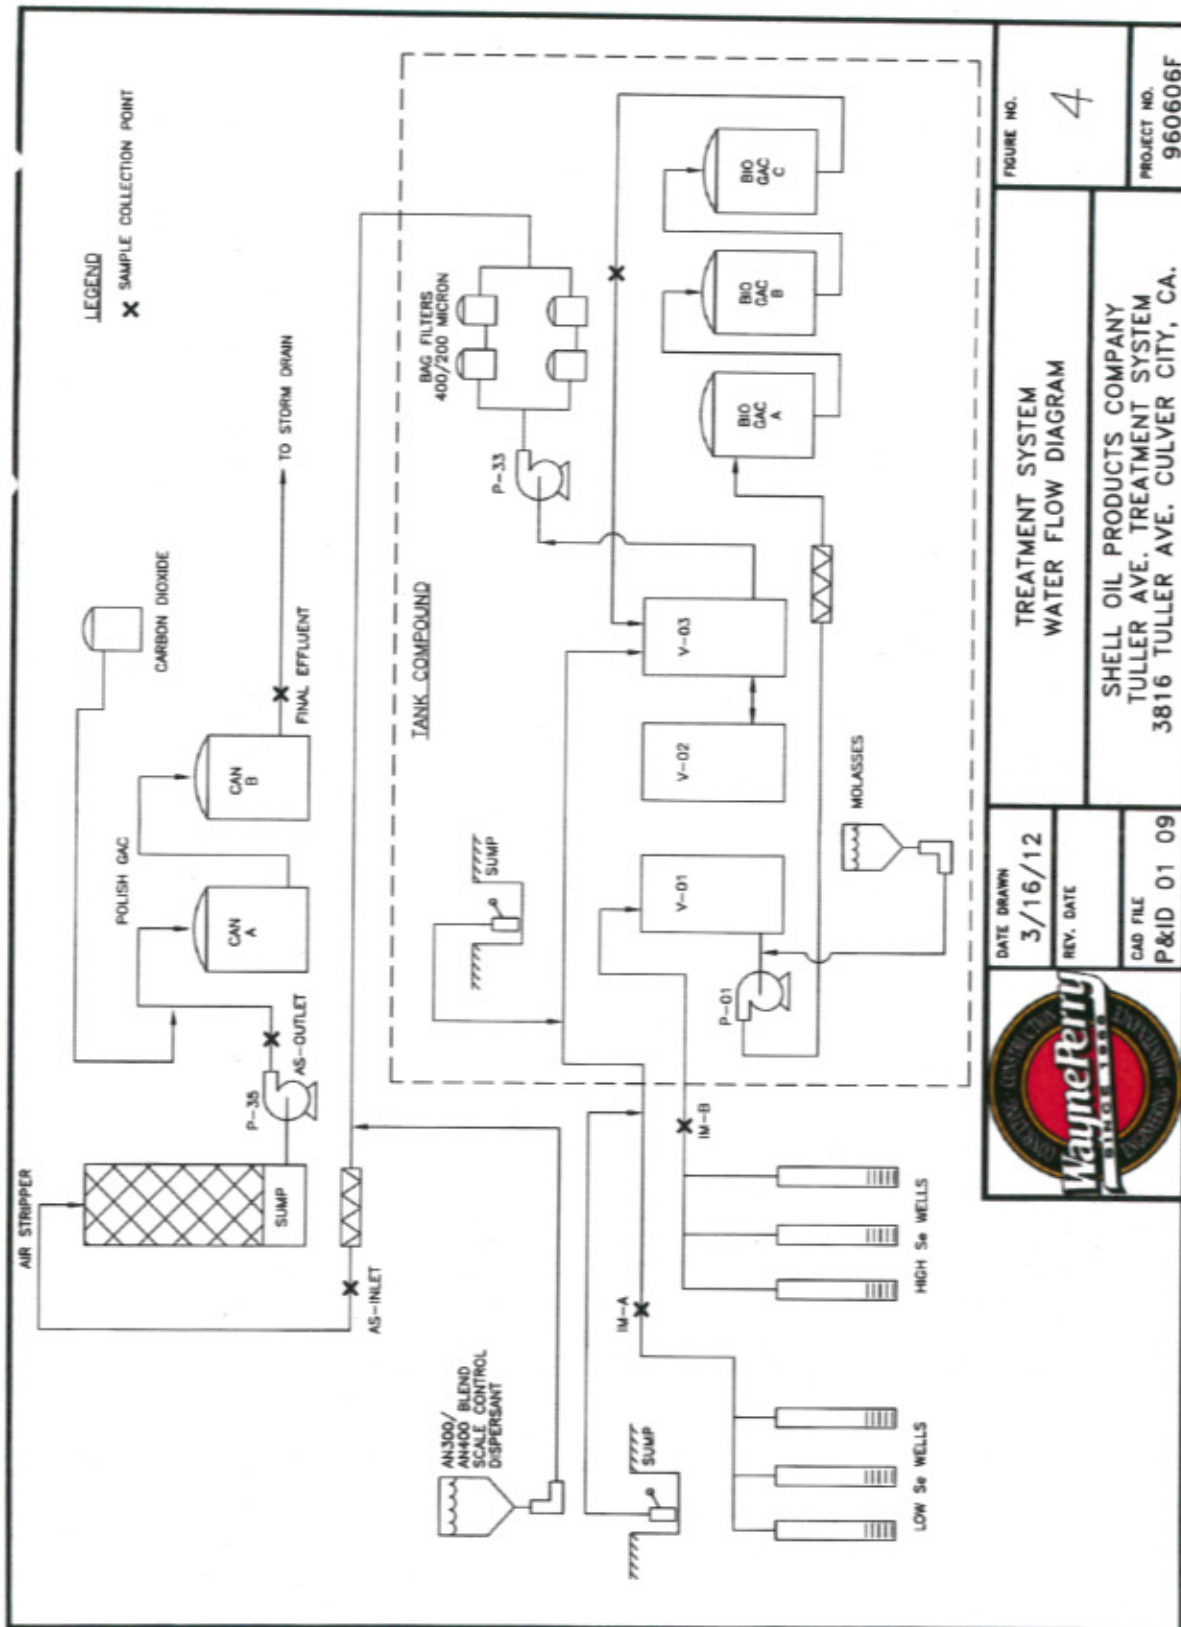 LEGEND
X SAMPLE COLLECTION POINT
AIR STRIPPER
SUMP
P-35
AS-OUTLET
AS-INLET
POLISH GAC
CAN
A
CAN
B
CARBON DIOXIDE
FINAL EFFLUENT
TO STORM DRAIN
AN300/
AN400 BLEND
SCALE CONTROL
DISPERSANT
SUMP
LOW Se WELLS
IM-A
HIGH Se WELLS
IM-B
TANK COMPOUND
SUMP
P-01
V-01
V-02
V-03
MOLASSES
P-33
BAG FILTERS
400/200 MICRON
BIO
GAC
A
BIO
GAC
B
BIO
GAC
C
WaynePerry
SINCE 1968
CONSULTING · CONSTRUCTION
DATE DRAWN
3/16/12
REV. DATE
CAD FILE
P&ID 01 09
TREATMENT SYSTEM
WATER FLOW DIAGRAM
SHELL OIL PRODUCTS COMPANY
TULLER AVE. TREATMENT SYSTEM
3816 TULLER AVE. CULVER CITY, CA.
FIGURE NO.
4
PROJECT NO.
960606F